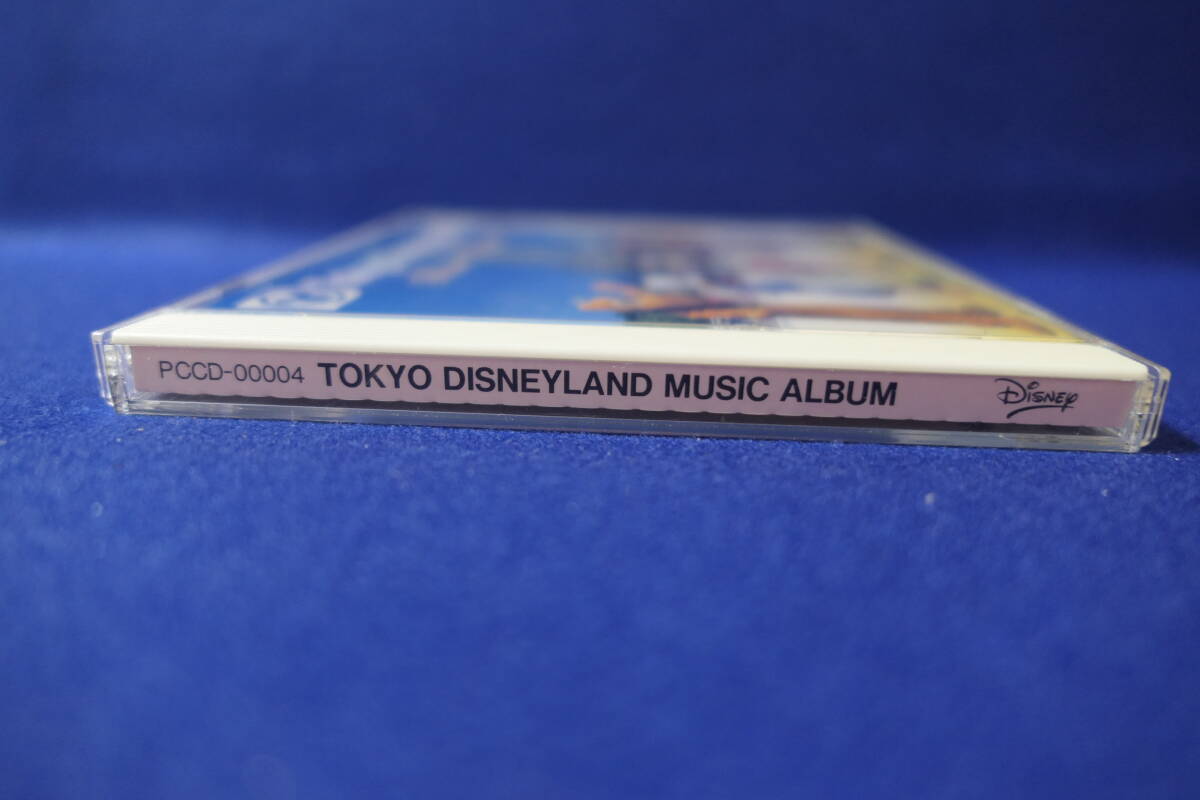 PCCD-00004 TOKYO DISNEYLAND MUSIC ALBUM Disney